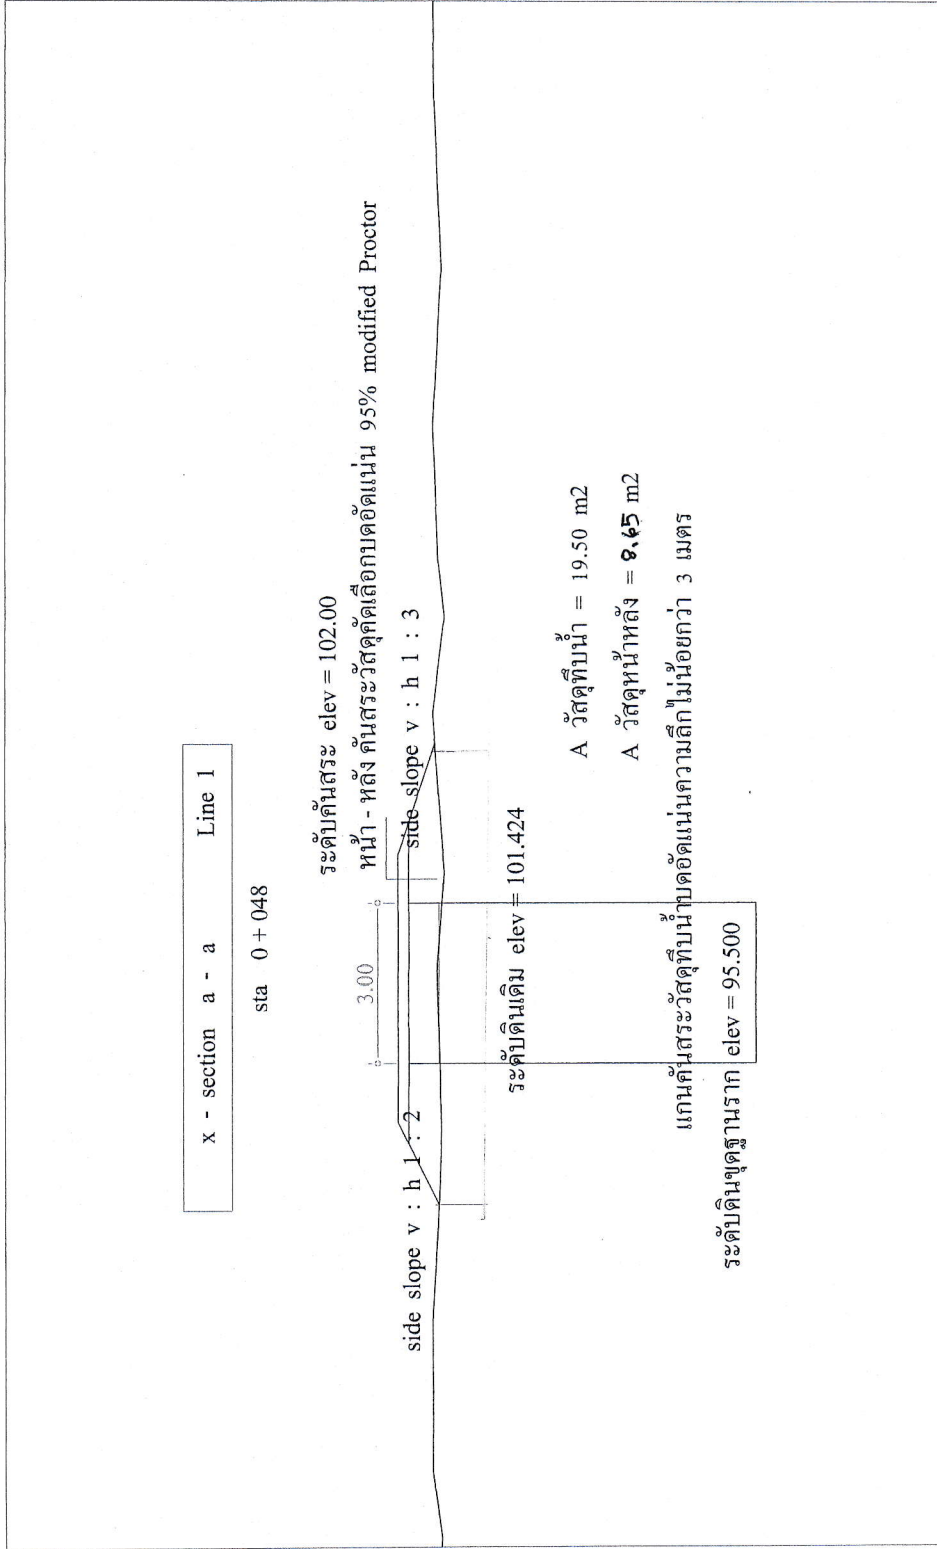 x - section a - a Line 1
sta 0+048
ระดับคันสระ elev = 102.00
หน้า - หลัง คันสระวัสดุคัดเลือกบดอัดแน่น 95% modified Proctor
3.00
side slope v : h 1 : 2
side slope v : h 1 : 3
ระดับดินเดิม elev = 101.424
A วัสดุทึบน้ำ = 19.50 m2
A วัสดุหน้าหลัง = 8.65 m2
แกนคันสระวัสดุทึบน้ำบดอัดแน่นความลึกไม่น้อยกว่า 3 เมตร
ระดับดินขุดฐานราก elev = 95.500